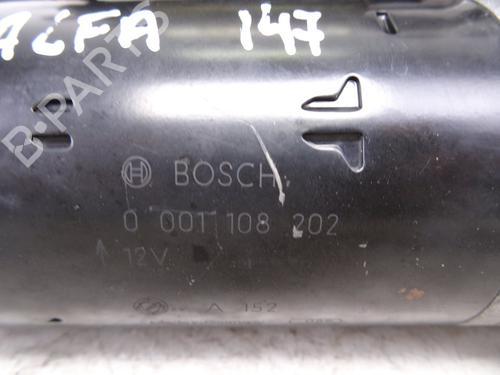 ALFA 147
B-PARTS
BOSCH
0 001 108 202
12V
A 152